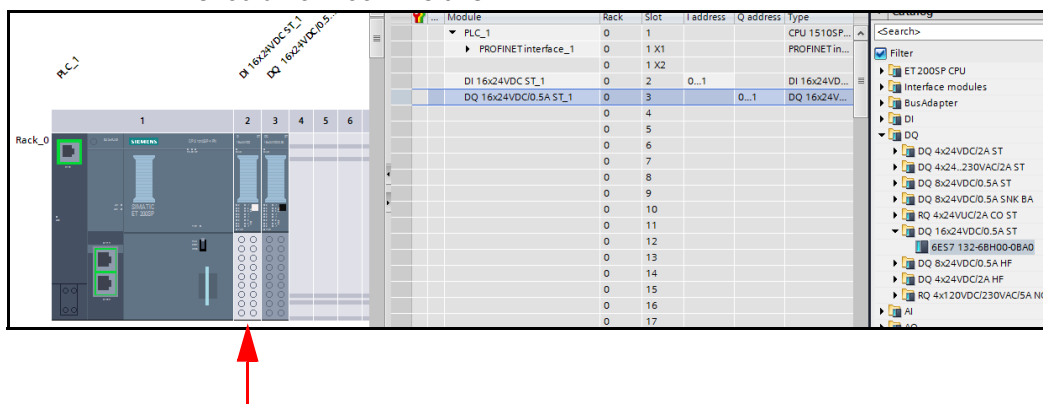 Module Rack Slot I address Q address Type
PLC_1 0 1 CPU 1510SP...
PROFINET interface_1 0 1 X1 PROFINET in...
0 1 X2
DI 16x24VDC ST_1 0 2 0...1 DI 16x24VD...
DQ 16x24VDC/0.5A ST_1 0 3 0...1 DQ 16x24V...
0 4
0 5
0 6
0 7
0 8
0 9
0 10
0 11
0 12
0 13
0 14
0 15
0 16
0 17
PLC_1
DI 16x24VDC ST_1
DQ 16x24VDC/0.5...
1 2 3 4 5 6
Rack_0
SIEMENS
SIMATIC
ET 200SP
<Search>
Filter
ET 200SP CPU
Interface modules
BusAdapter
DI
DQ
DQ 4x24VDC/2A ST
DQ 4x24..230VAC/2A ST
DQ 8x24VDC/0.5A ST
DQ 8x24VDC/0.5A SNK BA
RQ 4x24VUC/2A CO ST
DQ 16x24VDC/0.5A ST
6ES7 132-6BH00-0BA0
DQ 8x24VDC/0.5A HF
DQ 4x24VDC/2A HF
RQ 4x120VDC/230VAC/5A NO
AI